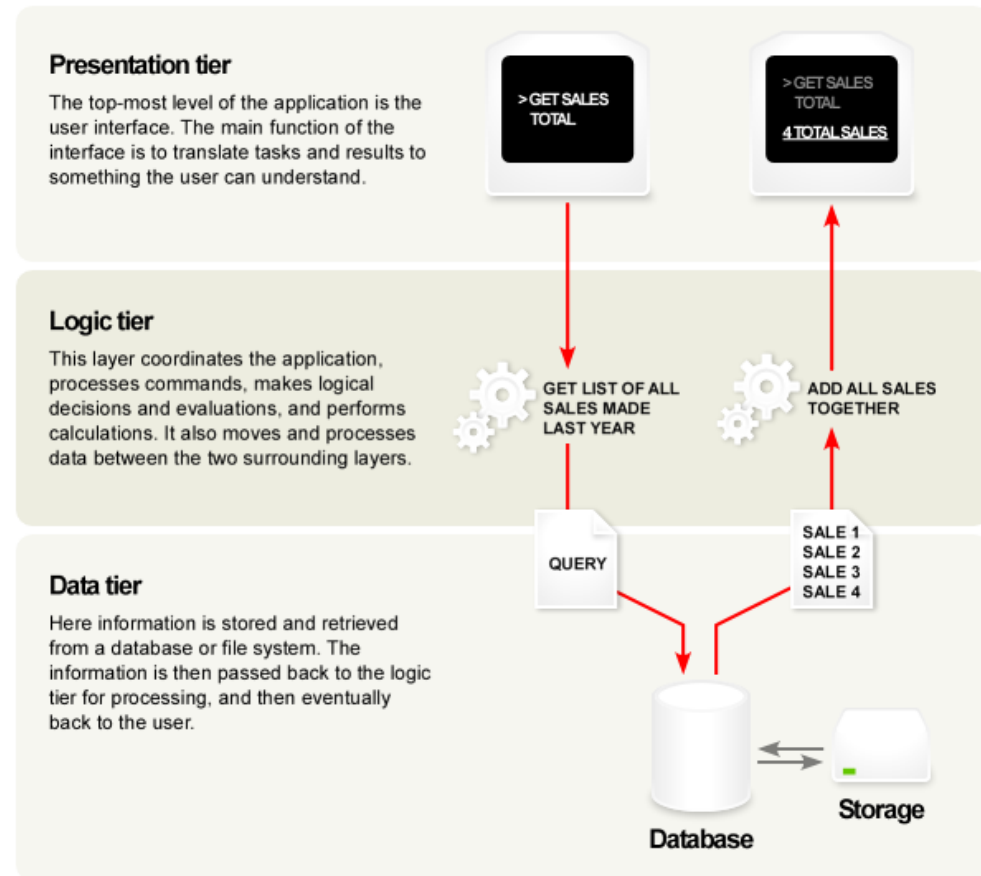 Presentation tier
The top-most level of the application is the
user interface. The main function of the
interface is to translate tasks and results to
something the user can understand.
>GET SALES
TOTAL
>GET SALES
TOTAL
4 TOTAL SALES
Logic tier
This layer coordinates the application,
processes commands, makes logical
decisions and evaluations, and performs
calculations. It also moves and processes
data between the two surrounding layers.
GET LIST OF ALL
SALES MADE
LAST YEAR
ADD ALL SALES
TOGETHER
Data tier
Here information is stored and retrieved
from a database or file system. The
information is then passed back to the logic
tier for processing, and then eventually
back to the user.
QUERY
SALE 1
SALE 2
SALE 3
SALE 4
Database
Storage